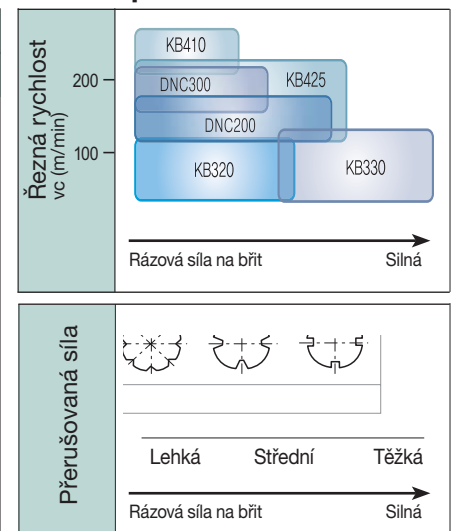 Řezná rychlost
vc (m/min)
200
100
KB410
DNC300
KB425
DNC200
KB320
KB330
Rázová síla na břit
Silná
Přerušovaná síla
Lehká
Střední
Těžká
Rázová síla na břit
Silná